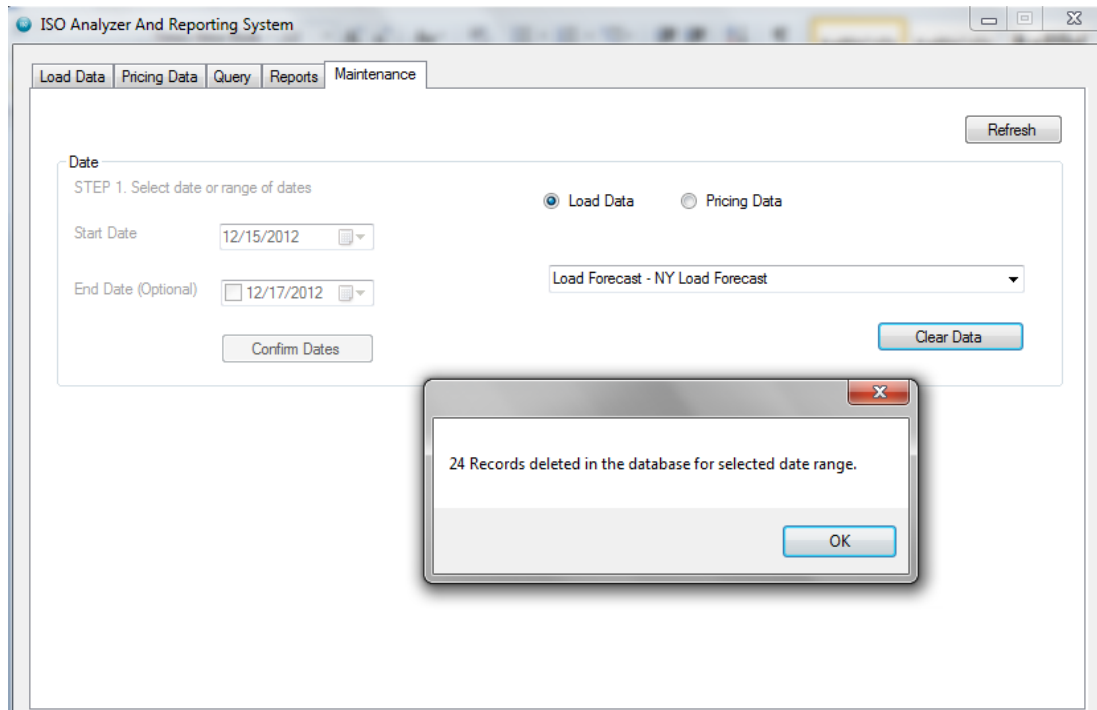 ISO Analyzer And Reporting System
Load Data Pricing Data Query Reports Maintenance
Refresh
Date
STEP 1. Select date or range of dates
Load Data Pricing Data
Start Date 12/15/2012
Load Forecast - NY Load Forecast
End Date (Optional) 12/17/2012
Clear Data
Confirm Dates
24 Records deleted in the database for selected date range.
OK